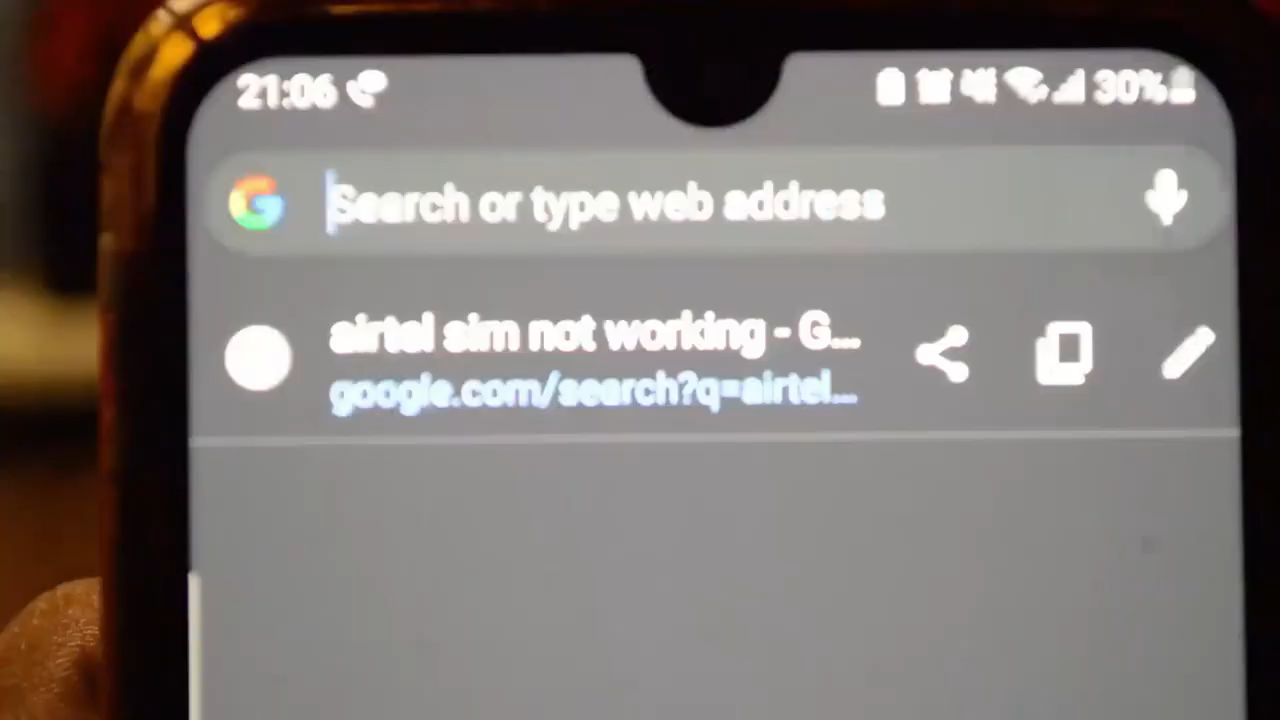 21:06
30%
Search or type web address
airtel sim not working - G...
google.com/search?q=airtel...